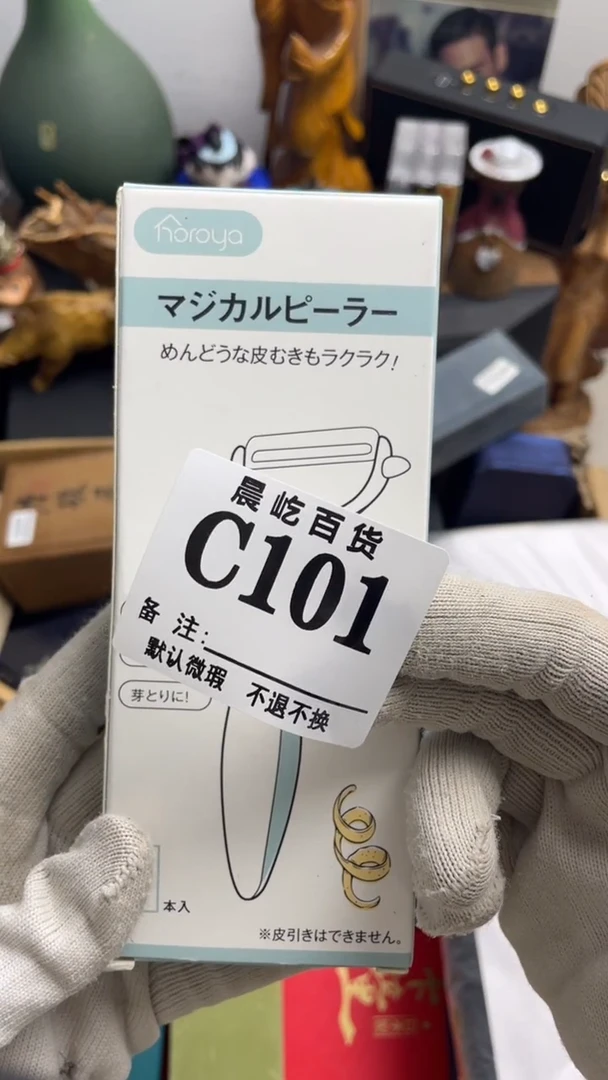 horoya
マジカルピーラー
めんどうな皮むきもラクラク!
晨屹百货
C101
备注:
默认微瑕 不退不换
芽とりに!
本入
※皮引きはできません。